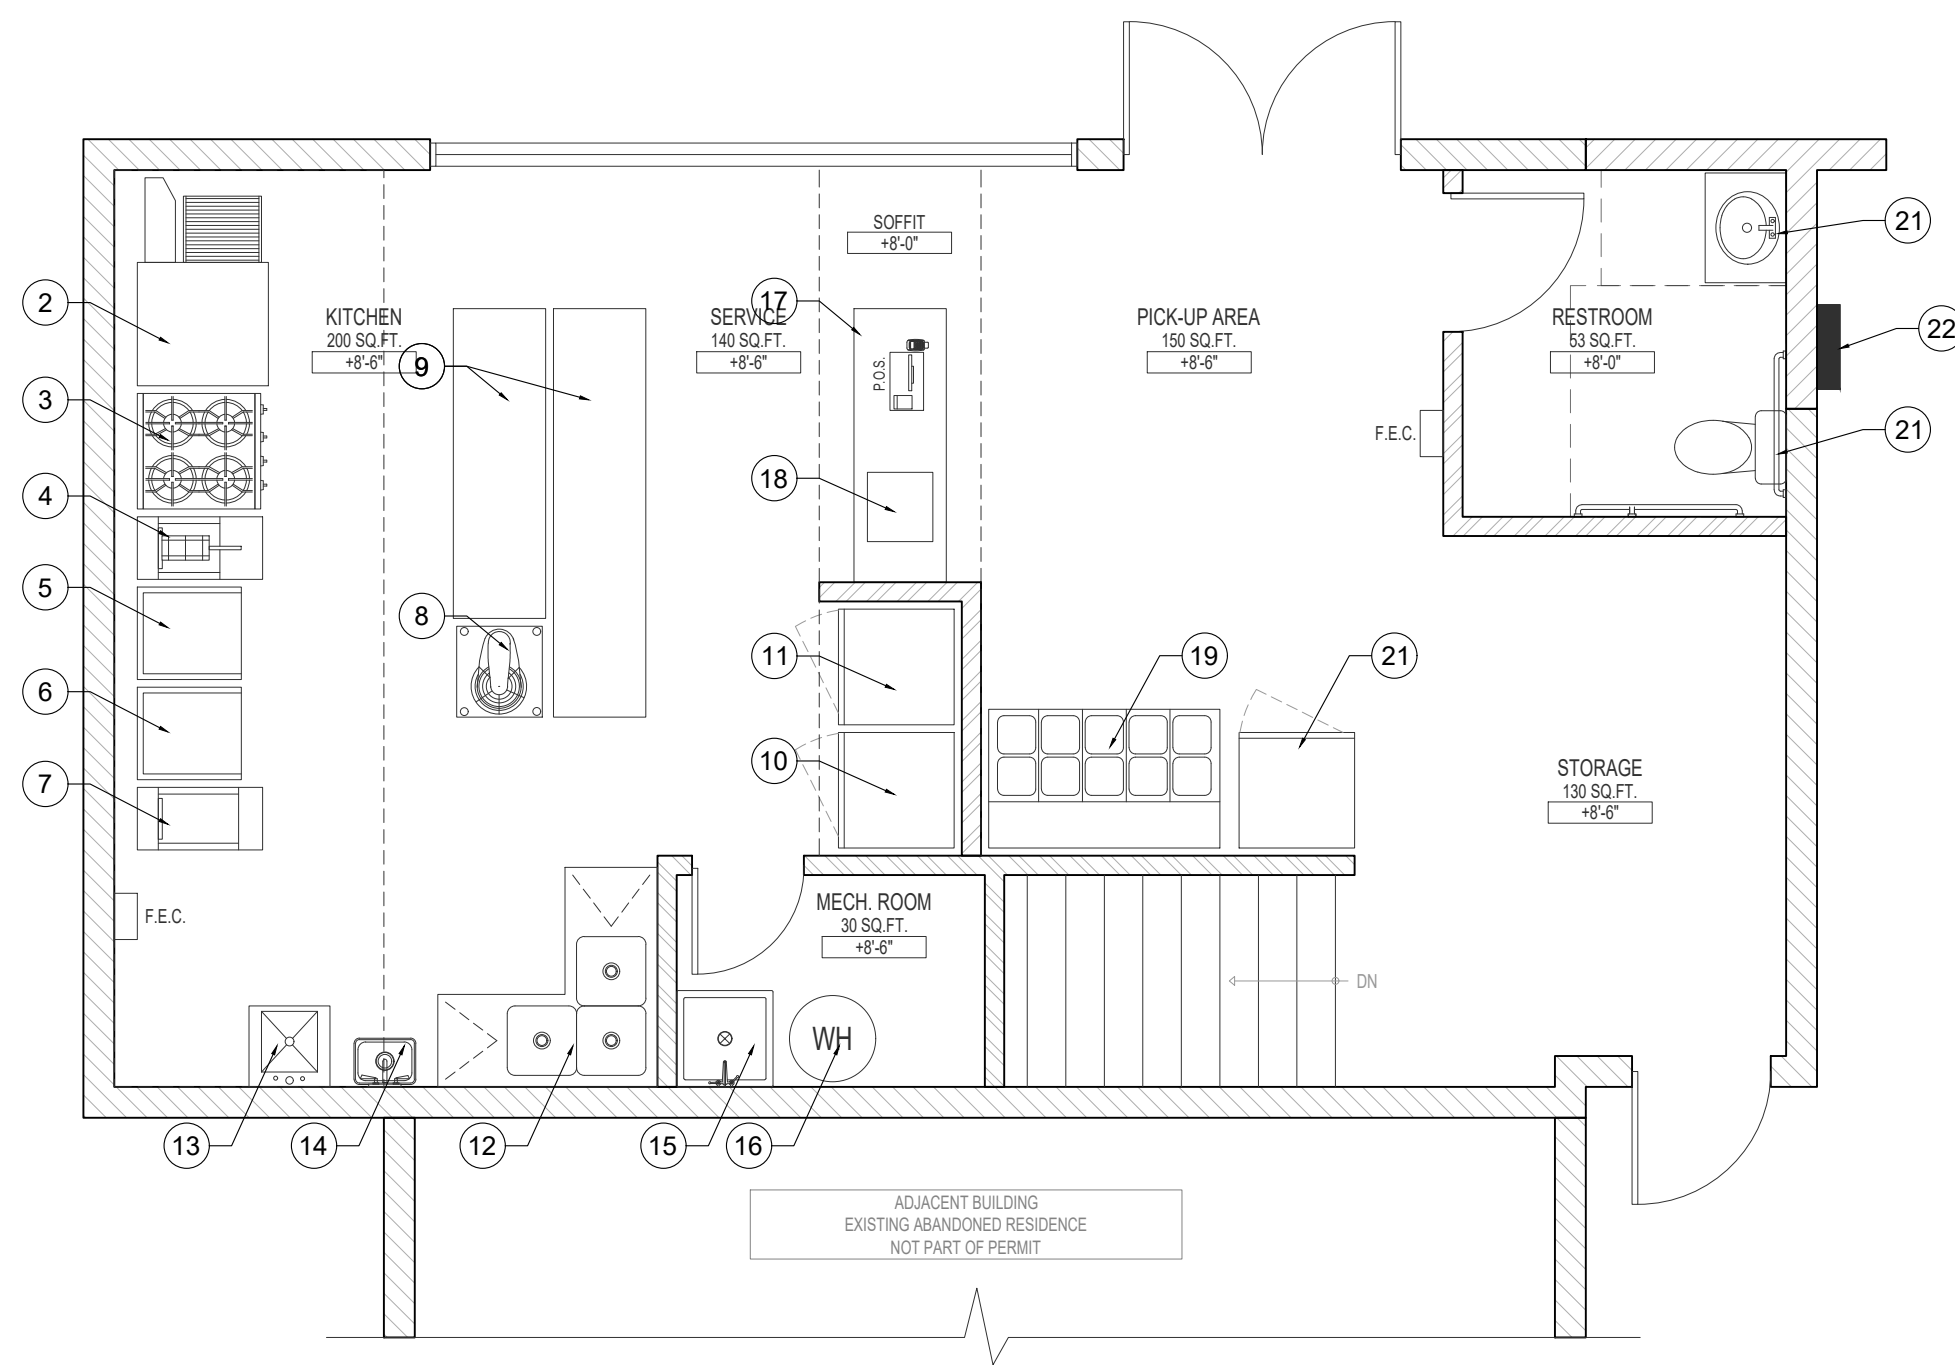 SOFFIT
+8'-0"
21
2
17
KITCHEN
200 SQ.FT.
+8'-6"
SERVICE
140 SQ.FT.
+8'-6"
PICK-UP AREA
150 SQ.FT.
+8'-6"
RESTROOM
53 SQ.FT.
+8'-0"
22
9
P.O.S.
3
F.E.C.
21
18
4
5
8
11
19
21
6
10
7
STORAGE
130 SQ.FT.
+8'-6"
F.E.C.
MECH. ROOM
30 SQ.FT.
+8'-6"
DN
WH
13
14
12
15
16
ADJACENT BUILDING
EXISTING ABANDONED RESIDENCE
NOT PART OF PERMIT